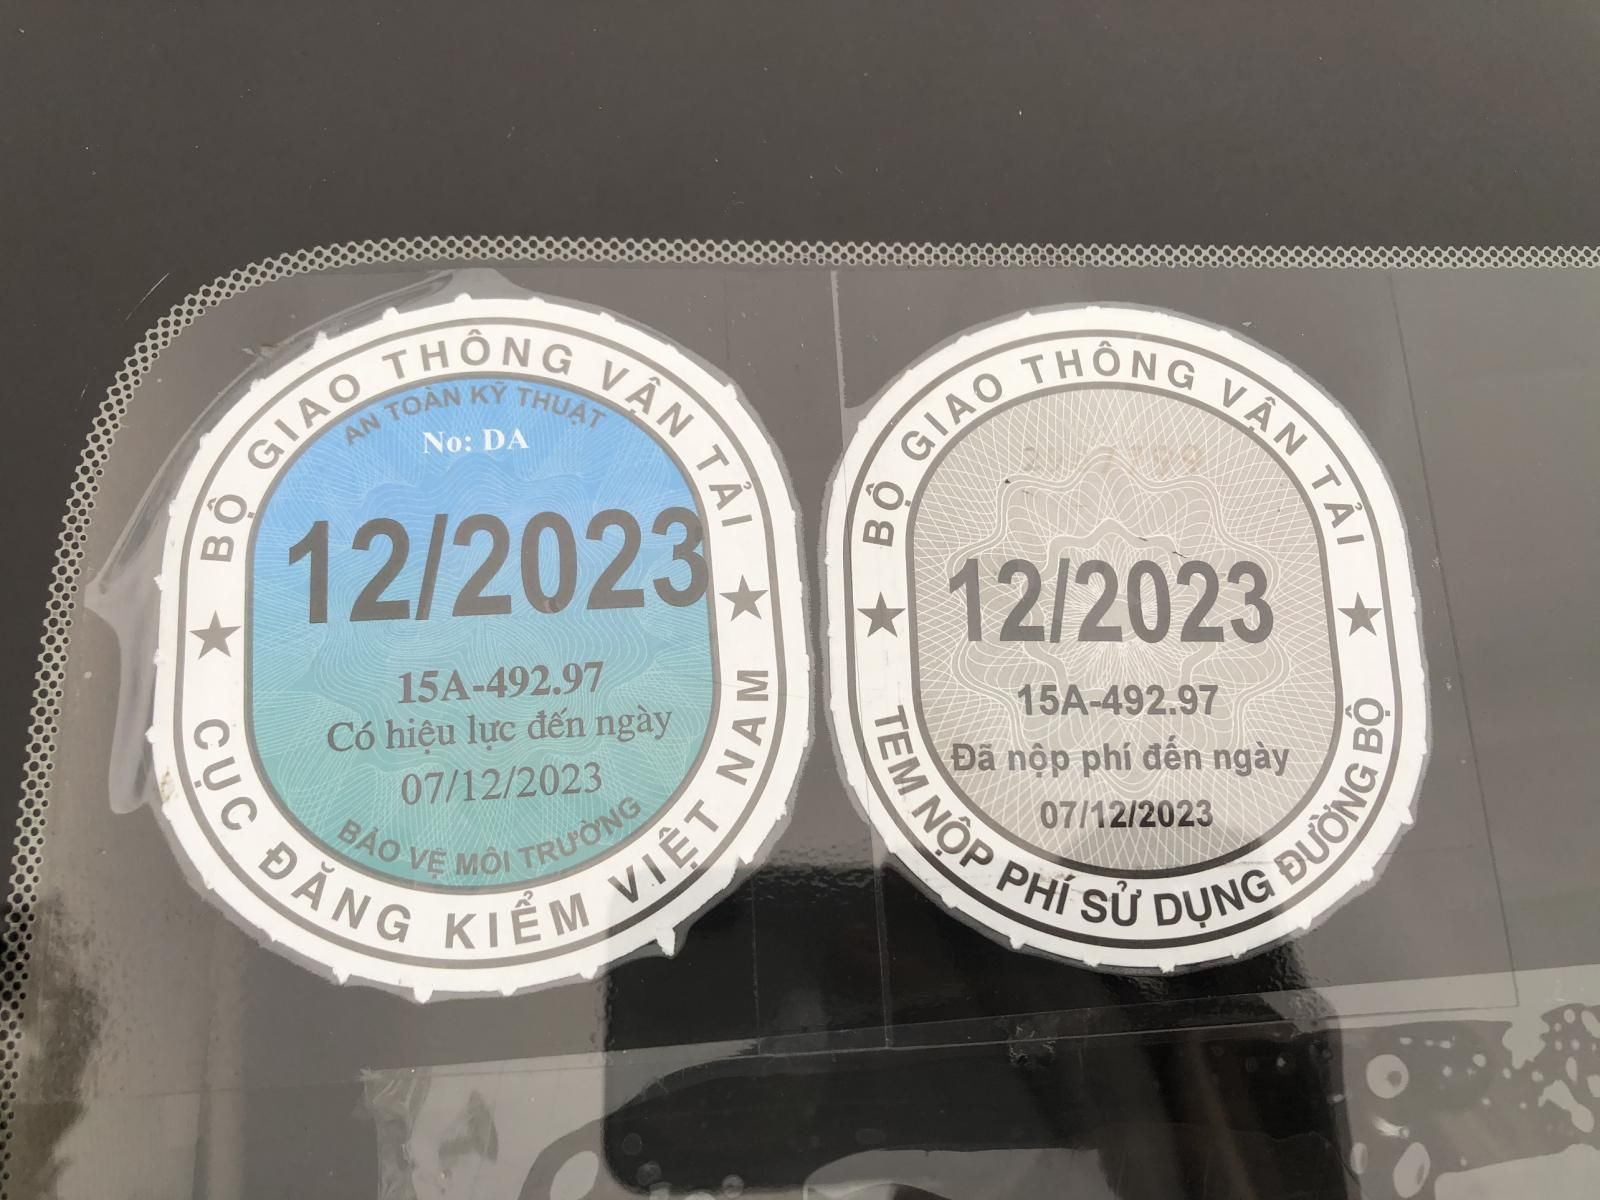 BỘ GIAO THÔNG VẬN TẢI
AN TOÀN KỸ THUẬT
No: DA
12/2023
15A-492.97
Có hiệu lực đến ngày
07/12/2023
BẢO VỆ MÔI TRƯỜNG
CỤC ĐĂNG KIỂM VIỆT NAM
BỘ GIAO THÔNG VẬN TẢI
12/2023
15A-492.97
Đã nộp phí đến ngày
07/12/2023
TEM NỘP PHÍ SỬ DỤNG ĐƯỜNG BỘ